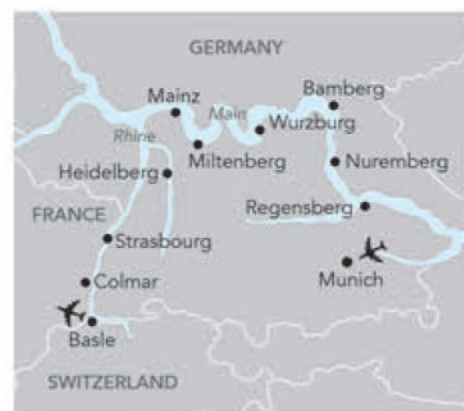 GERMANY
Bamberg
Mainz
Main
Rhine
Wurzburg
Miltenberg
Nuremberg
Heidelberg
Regensberg
FRANCE
Strasbourg
Munich
Colmar
Basle
SWITZERLAND